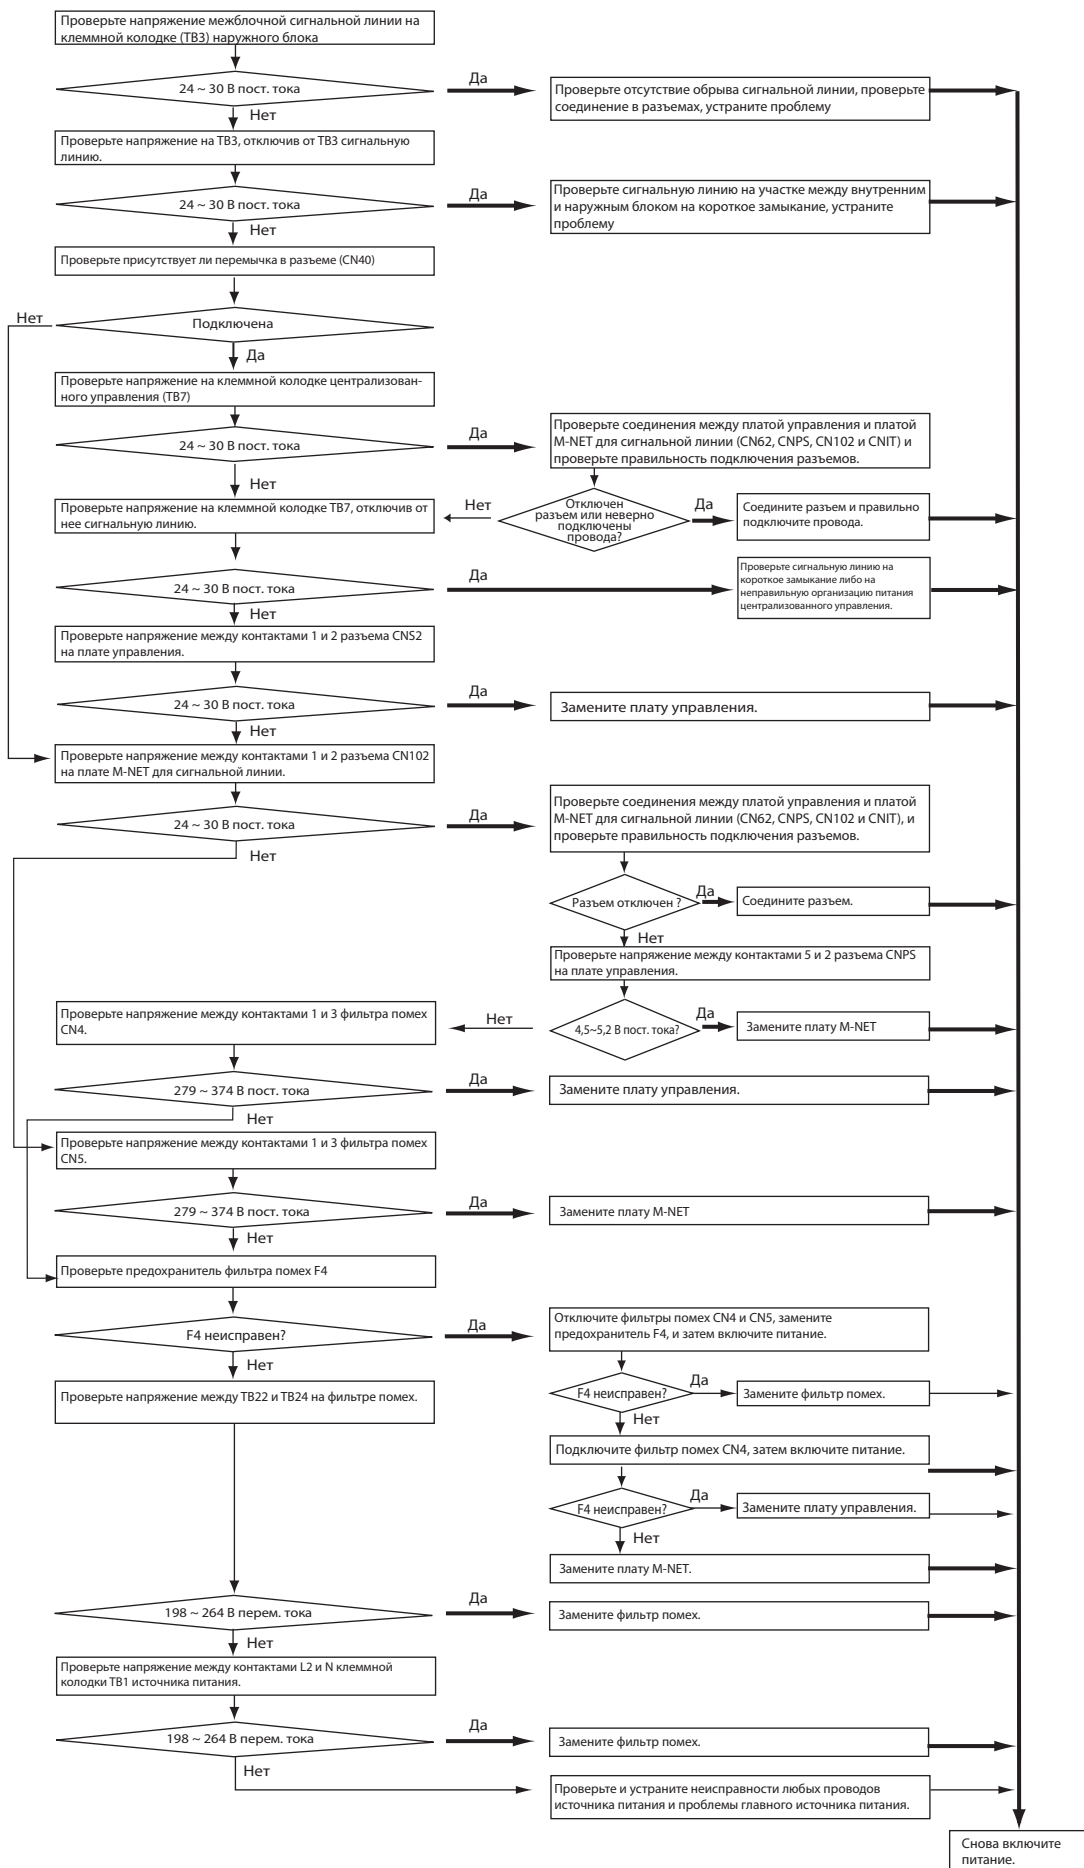 Проверьте напряжение межблочной сигнальной линии на
клеммной колодке (ТВ3) наружного блока
24 ~ 30 В пост. тока
Да
Проверьте отсутствие обрыва сигнальной линии, проверьте
соединение в разъемах, устраните проблему
Нет
Проверьте напряжение на ТВ3, отключив от ТВ3 сигнальную
линию.
24 ~ 30 В пост. тока
Да
Проверьте сигнальную линию на участке между внутренним
и наружным блоком на короткое замыкание, устраните
проблему
Нет
Проверьте присутствует ли перемычка в разъеме (CN40)
Нет
Подключена
Да
Проверьте напряжение на клеммной колодке централизован-
ного управления (ТВ7)
24 ~ 30 В пост. тока
Да
Проверьте соединения между платой управления и платой
M-NET для сигнальной линии (CN62, CNPS, CN102 и CNIT) и
проверьте правильность подключения разъемов.
Нет
Проверьте напряжение на клеммной колодке ТВ7, отключив от
нее сигнальную линию.
Нет
Отключен
разъем или неверно
подключены
провода?
Да
Соедините разъем и правильно
подключите провода.
24 ~ 30 В пост. тока
Да
Проверьте сигнальную линию на
короткое замыкание либо на
неправильную организацию питания
централизованного управления.
Нет
Проверьте напряжение между контактами 1 и 2 разъема CNS2
на плате управления.
24 ~ 30 В пост. тока
Да
Замените плату управления.
Нет
Проверьте напряжение между контактами 1 и 2 разъема CN102
на плате M-NET для сигнальной линии.
24 ~ 30 В пост. тока
Да
Проверьте соединения между платой управления и платой
M-NET для сигнальной линии (CN62, CNPS, CN102 и CNIT), и
проверьте правильность подключения разъемов.
Нет
Разъем отключен ?
Да
Соедините разъем.
Нет
Проверьте напряжение между контактами 5 и 2 разъема CNPS
на плате управления.
Проверьте напряжение между контактами 1 и 3 фильтра помех
CN4.
Нет
4,5~5,2 В пост. тока?
Да
Замените плату M-NET
279 ~ 374 В пост. тока
Да
Замените плату управления.
Нет
Проверьте напряжение между контактами 1 и 3 фильтра помех
CN5.
279 ~ 374 В пост. тока
Да
Замените плату M-NET
Нет
Проверьте предохранитель фильтра помех F4
F4 неисправен?
Да
Отключите фильтры помех CN4 и CN5, замените
предохранитель F4, и затем включите питание.
Нет
Проверьте напряжение между ТВ22 и ТВ24 на фильтре помех.
F4 неисправен?
Да
Замените фильтр помех.
Нет
Подключите фильтр помех CN4, затем включите питание.
F4 неисправен?
Да
Замените плату управления.
Нет
Замените плату M-NET.
198 ~ 264 В перем. тока
Да
Замените фильтр помех.
Нет
Проверьте напряжение между контактами L2 и N клеммной
колодки ТВ1 источника питания.
198 ~ 264 В перем. тока
Да
Замените фильтр помех.
Нет
Проверьте и устраните неисправности любых проводов
источника питания и проблемы главного источника питания.
Снова включите
питание.